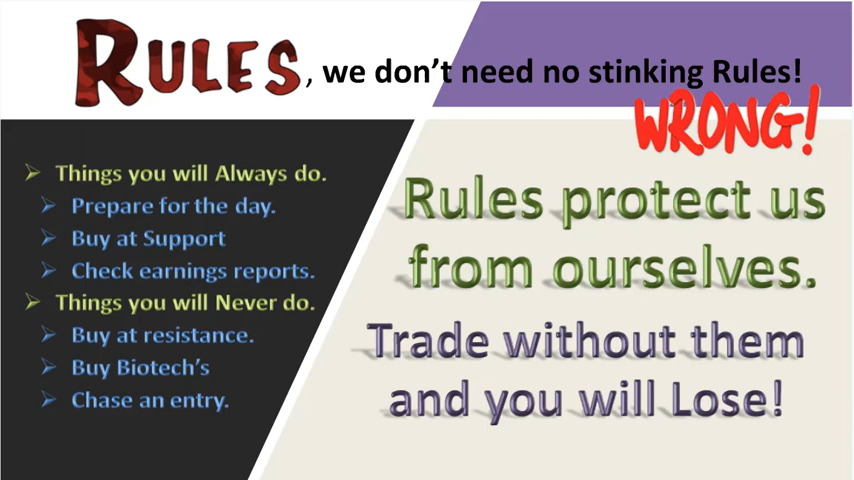 RULES, we don't need no stinking Rules!
WRONG!
Things you will Always do.
Prepare for the day.
Buy at Support
Check earnings reports.
Things you will Never do.
Buy at resistance.
Buy Biotech's
Chase an entry.
Rules protect us
from ourselves.
Trade without them
and you will Lose!